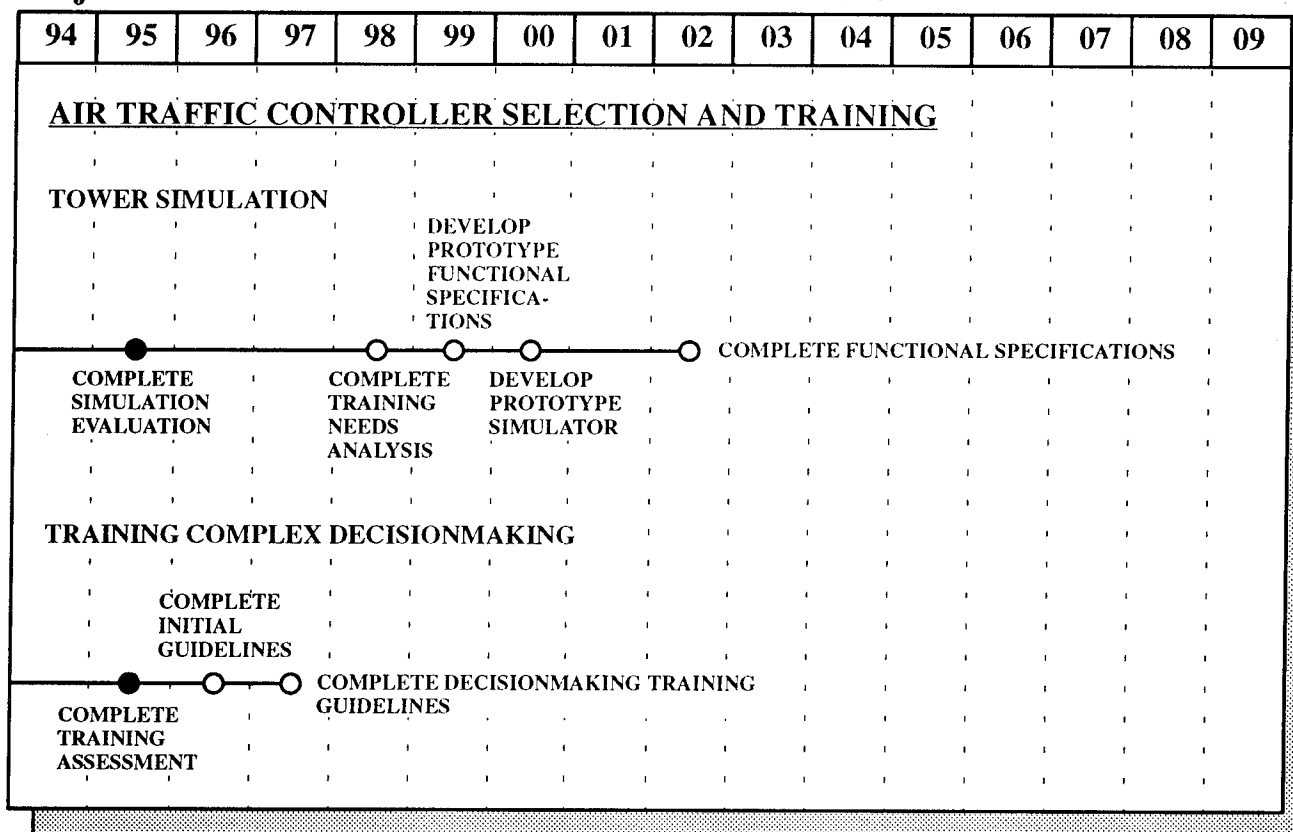 94 95 96 97 98 99 00 01 02 03 04 05 06 07 08 09
AIR TRAFFIC CONTROLLER SELECTION AND TRAINING
TOWER SIMULATION
DEVELOP
PROTOTYPE
FUNCTIONAL
SPECIFICA-
TIONS
COMPLETE FUNCTIONAL SPECIFICATIONS
COMPLETE
SIMULATION
EVALUATION
COMPLETE
TRAINING
NEEDS
ANALYSIS
DEVELOP
PROTOTYPE
SIMULATOR
TRAINING COMPLEX DECISIONMAKING
COMPLETE
INITIAL
GUIDELINES
COMPLETE DECISIONMAKING TRAINING
GUIDELINES
COMPLETE
TRAINING
ASSESSMENT